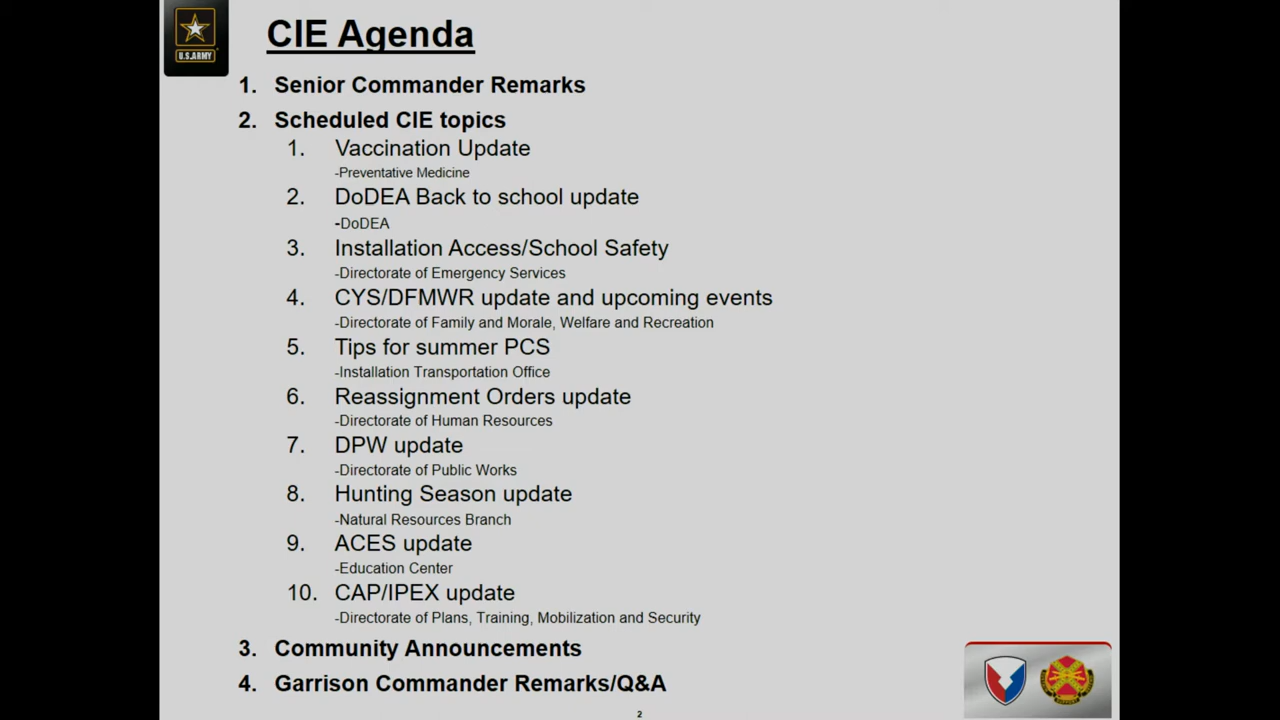 CIE Agenda
U.S.ARMY
1. Senior Commander Remarks
2. Scheduled CIE topics
1. Vaccination Update
-Preventative Medicine
2. DoDEA Back to school update
-DoDEA
3. Installation Access/School Safety
-Directorate of Emergency Services
4. CYS/DFMWR update and upcoming events
-Directorate of Family and Morale, Welfare and Recreation
5. Tips for summer PCS
-Installation Transportation Office
6. Reassignment Orders update
-Directorate of Human Resources
7. DPW update
-Directorate of Public Works
8. Hunting Season update
-Natural Resources Branch
9. ACES update
-Education Center
10. CAP/IPEX update
-Directorate of Plans, Training, Mobilization and Security
3. Community Announcements
4. Garrison Commander Remarks/Q&A
2